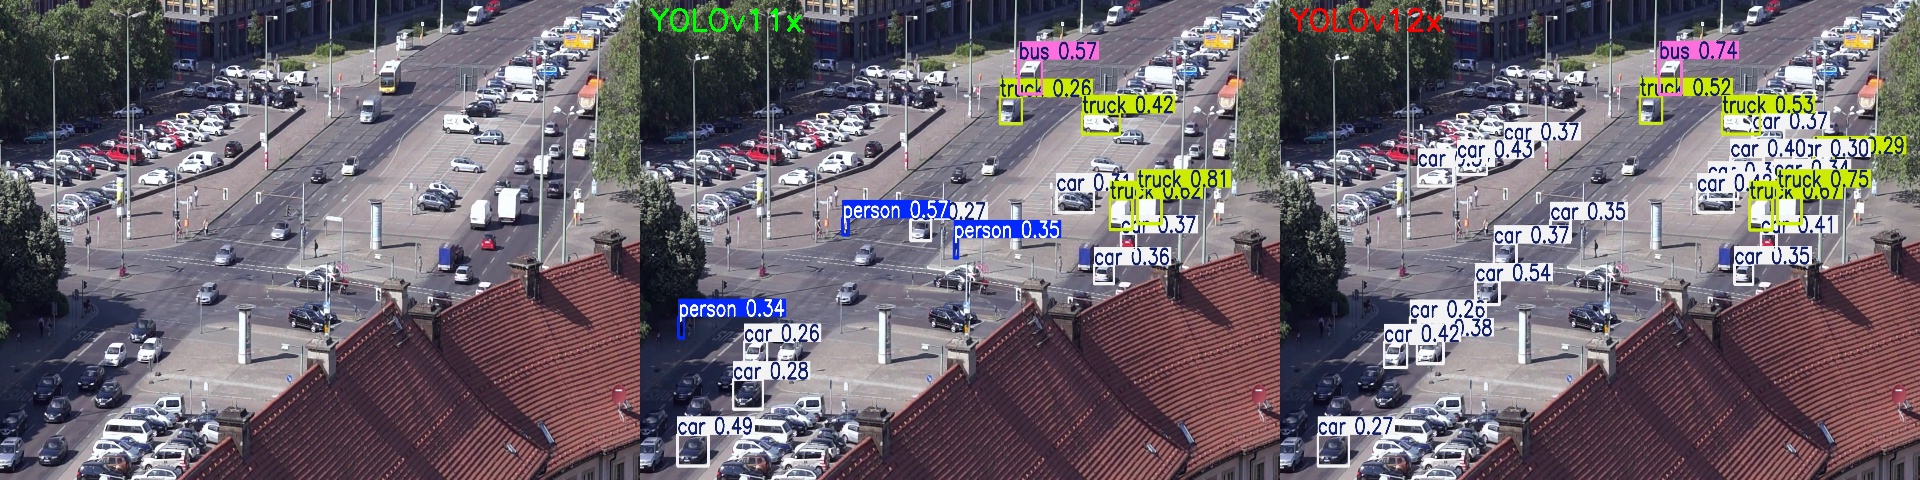 YOLOv11x
bus 0.57
truck 0.26
truck 0.42
truck 0.81
person 0.57
0.27
person 0.35
0.37
car 0.36
person 0.34
car 0.26
car 0.28
car 0.49
YOLOv12x
bus 0.74
truck 0.52
truck 0.53
car 0.37
car 0.37
car 0.43
car 0.40
0.30
0.29
truck 0.75
car 0.35
car 0.37
0.41
car 0.35
car 0.54
car 0.26
0.38
car 0.42
car 0.27